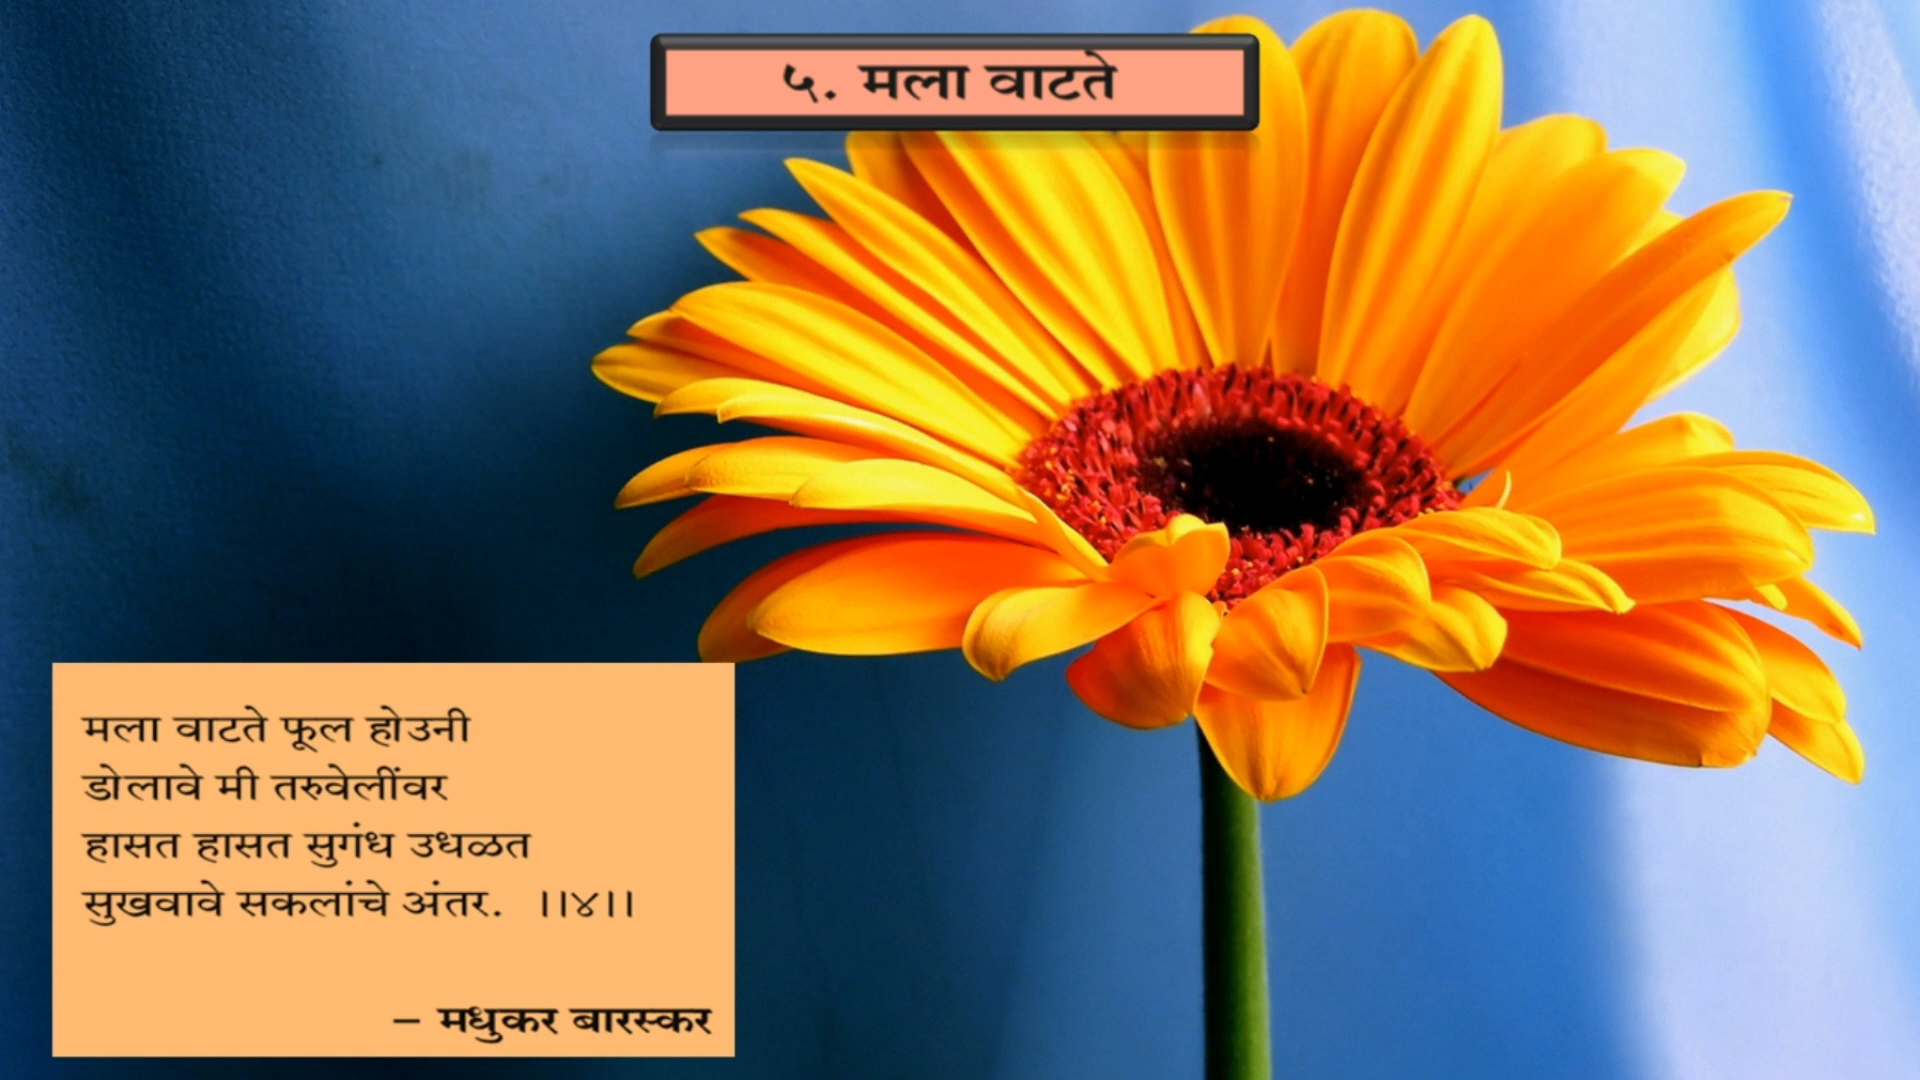 ५. मला वाटते
मला वाटते फूल होउनी
डोलावे मी तरुवेलींवर
हासत हासत सुगंध उधळत
सुखवावे सकलांचे अंतर. ।।४।।
– मधुकर बारस्कर